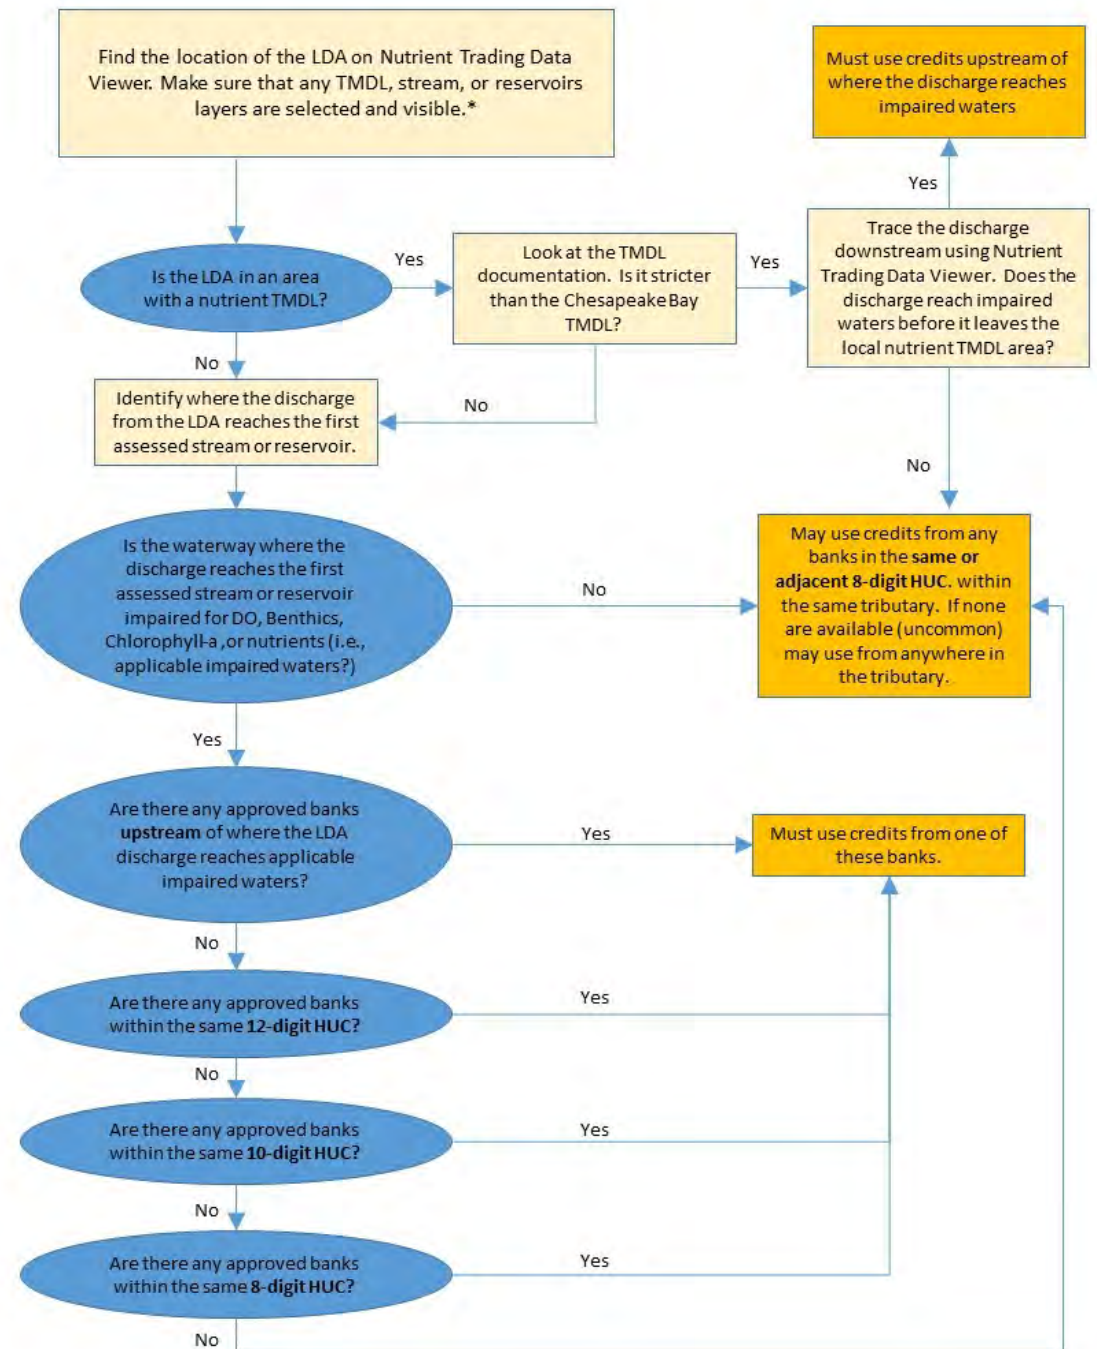 Find the location of the LDA on Nutrient Trading Data
Viewer. Make sure that any TMDL, stream, or reservoirs
layers are selected and visible.*
Must use credits upstream of
where the discharge reaches
impaired waters
Yes
Is the LDA in an area
with a nutrient TMDL?
Yes
Look at the TMDL
documentation. Is it stricter
than the Chesapeake Bay
TMDL?
Yes
Trace the discharge
downstream using Nutrient
Trading Data Viewer. Does the
discharge reach impaired
waters before it leaves the
local nutrient TMDL area?
No
No
No
Identify where the discharge
from the LDA reaches the first
assessed stream or reservoir.
Is the waterway where the
discharge reaches the first
assessed stream or reservoir
impaired for DO, Benthics,
Chlorophyll-a ,or nutrients (i.e.,
applicable impaired waters?)
No
May use credits from any
banks in the same or
adjacent 8-digit HUC. within
the same tributary. If none
are available (uncommon)
may use from anywhere in
the tributary.
Yes
Are there any approved banks
upstream of where the LDA
discharge reaches applicable
impaired waters?
Yes
Must use credits from one of
these banks.
No
Are there any approved banks
within the same 12-digit HUC?
Yes
No
Are there any approved banks
within the same 10-digit HUC?
Yes
No
Are there any approved banks
within the same 8-digit HUC?
Yes
No